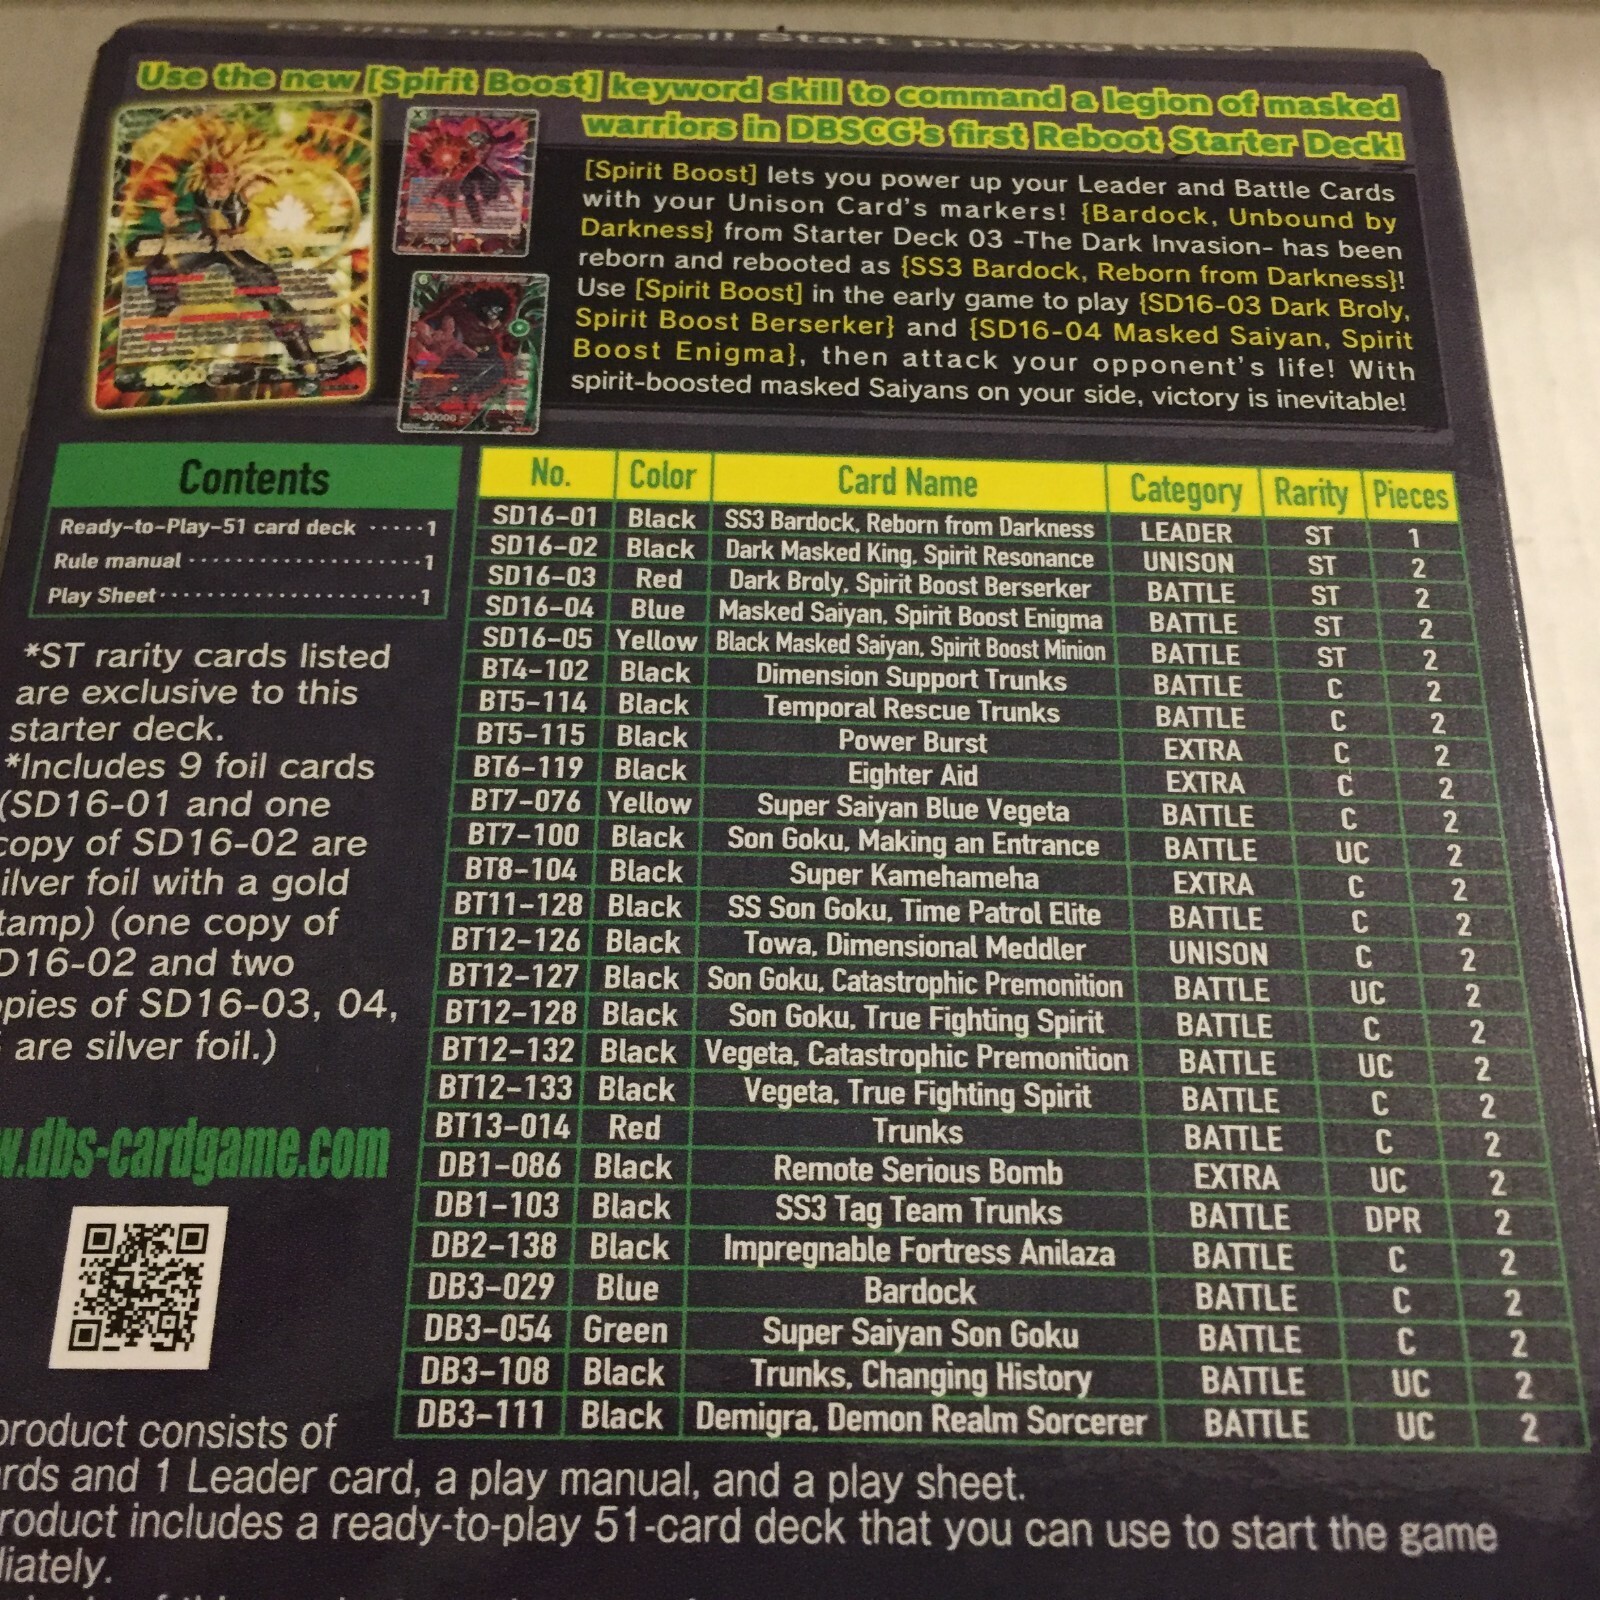 to the next level! Start playing here!
Use the new [Spirit Boost] keyword skill to command a legion of masked
warriors in DBSCG's first Reboot Starter Deck!
[Spirit Boost] lets you power up your Leader and Battle Cards
with your Unison Card's markers! {Bardock, Unbound by
Darkness} from Starter Deck 03 -The Dark Invasion- has been
reborn and rebooted as {SS3 Bardock, Reborn from Darkness}!
Use [Spirit Boost] in the early game to play {SD16-03 Dark Broly,
Spirit Boost Berserker} and {SD16-04 Masked Saiyan, Spirit
Boost Enigma}, then attack your opponent's life! With
spirit-boosted masked Saiyans on your side, victory is inevitable!
Contents
Ready-to-Play-51 card deck ·····1
Rule manual ······················1
Play Sheet························1
*ST rarity cards listed
are exclusive to this
starter deck.
*Includes 9 foil cards
(SD16-01 and one
copy of SD16-02 are
ilver foil with a gold
tamp) (one copy of
D16-02 and two
pies of SD16-03, 04,
are silver foil.)
w.dbs-cardgame.com
No. Color Card Name Category Rarity Pieces
SD16-01 Black SS3 Bardock, Reborn from Darkness LEADER ST 1
SD16-02 Black Dark Masked King, Spirit Resonance UNISON ST 2
SD16-03 Red Dark Broly, Spirit Boost Berserker BATTLE ST 2
SD16-04 Blue Masked Saiyan, Spirit Boost Enigma BATTLE ST 2
SD16-05 Yellow Black Masked Saiyan, Spirit Boost Minion BATTLE ST 2
BT4-102 Black Dimension Support Trunks BATTLE C 2
BT5-114 Black Temporal Rescue Trunks BATTLE C 2
BT5-115 Black Power Burst EXTRA C 2
BT6-119 Black Eighter Aid EXTRA C 2
BT7-076 Yellow Super Saiyan Blue Vegeta BATTLE C 2
BT7-100 Black Son Goku, Making an Entrance BATTLE UC 2
BT8-104 Black Super Kamehameha EXTRA C 2
BT11-128 Black SS Son Goku, Time Patrol Elite BATTLE C 2
BT12-126 Black Towa, Dimensional Meddler UNISON C 2
BT12-127 Black Son Goku, Catastrophic Premonition BATTLE UC 2
BT12-128 Black Son Goku, True Fighting Spirit BATTLE C 2
BT12-132 Black Vegeta, Catastrophic Premonition BATTLE UC 2
BT12-133 Black Vegeta, True Fighting Spirit BATTLE C 2
BT13-014 Red Trunks BATTLE C 2
DB1-086 Black Remote Serious Bomb EXTRA UC 2
DB1-103 Black SS3 Tag Team Trunks BATTLE DPR 2
DB2-138 Black Impregnable Fortress Anilaza BATTLE C 2
DB3-029 Blue Bardock BATTLE C 2
DB3-054 Green Super Saiyan Son Goku BATTLE C 2
DB3-108 Black Trunks, Changing History BATTLE UC 2
DB3-111 Black Demigra, Demon Realm Sorcerer BATTLE UC 2
product consists of
rds and 1 Leader card, a play manual, and a play sheet.
roduct includes a ready-to-play 51-card deck that you can use to start the game
iately.